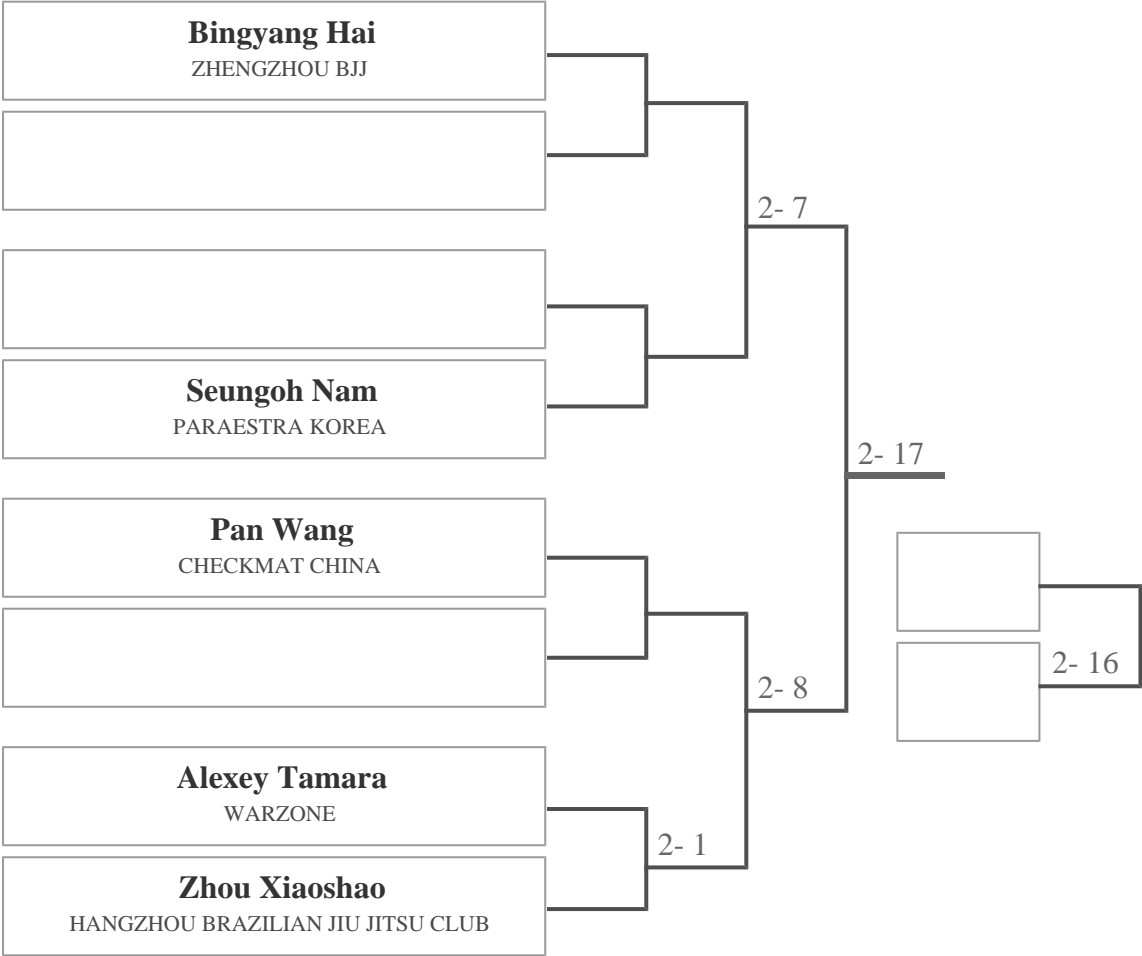 Bingyang Hai
ZHENGZHOU BJJ
2- 7
Seungoh Nam
PARAESTRA KOREA
2- 17
Pan Wang
CHECKMAT CHINA
2- 16
2- 8
Alexey Tamara
WARZONE
2- 1
Zhou Xiaoshao
HANGZHOU BRAZILIAN JIU JITSU CLUB